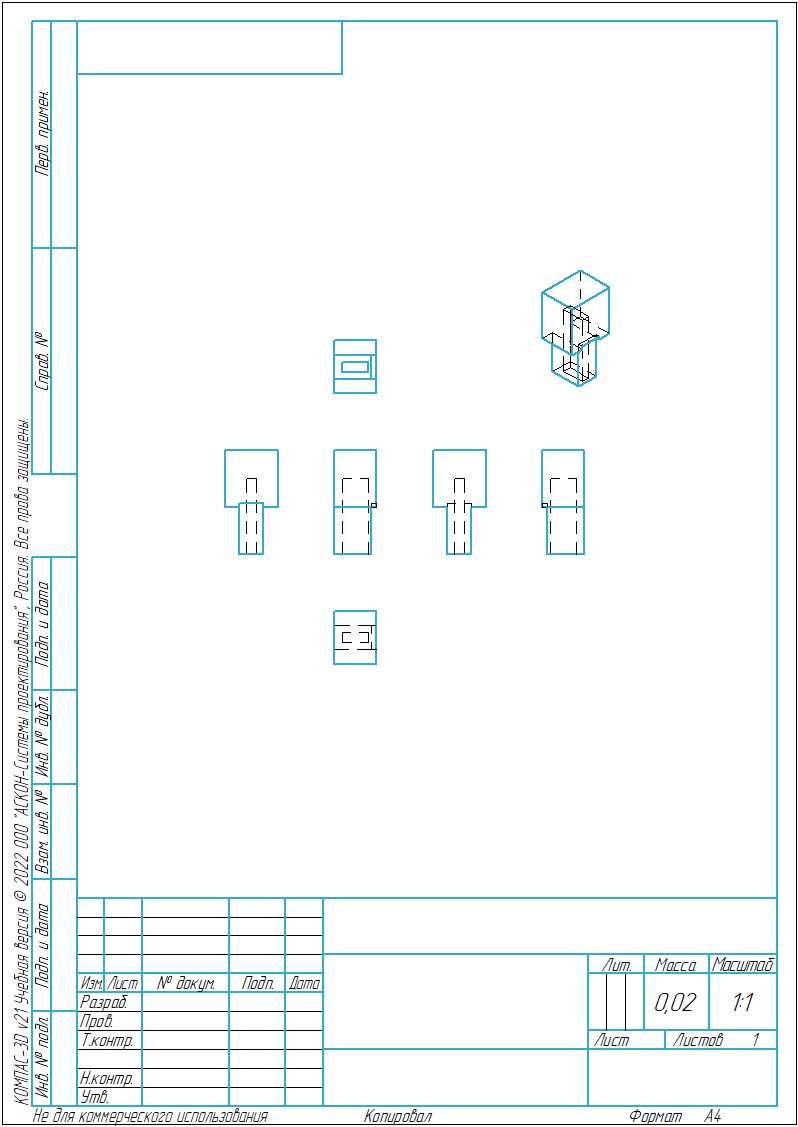 Перв. примен.
Справ. №
Подп. и дата
Инв. № дубл.
Взам. инв. №
Подп. и дата
Инв. № подл.
КОМПАС-3D v21 Учебная версия © 2022 ООО "АСКОН-Системы проектирования", Россия. Все права защищены.
Лит. Масса Масштаб
Изм. Лист № докум. Подп. Дата
Разраб. 0,02 1:1
Пров.
Т.контр. Лист Листов 1
Н.контр.
Утв.
Не для коммерческого использования Копировал Формат А4